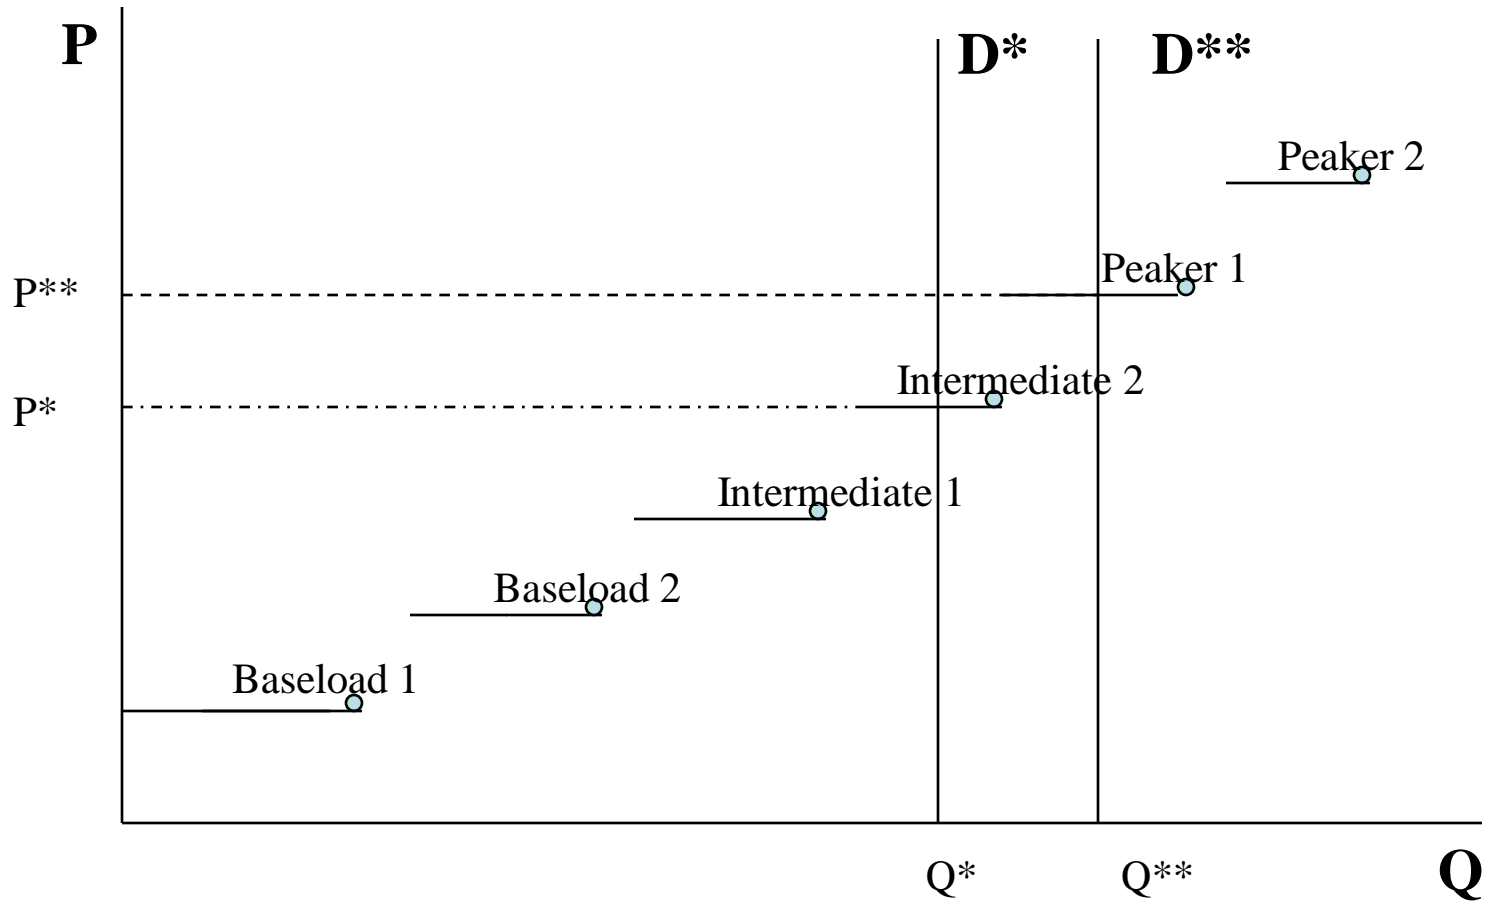 P
D*
D**
Peaker 2
Peaker 1
P**
Intermediate 2
P*
Intermediate 1
Baseload 2
Baseload 1
Q*
Q**
Q